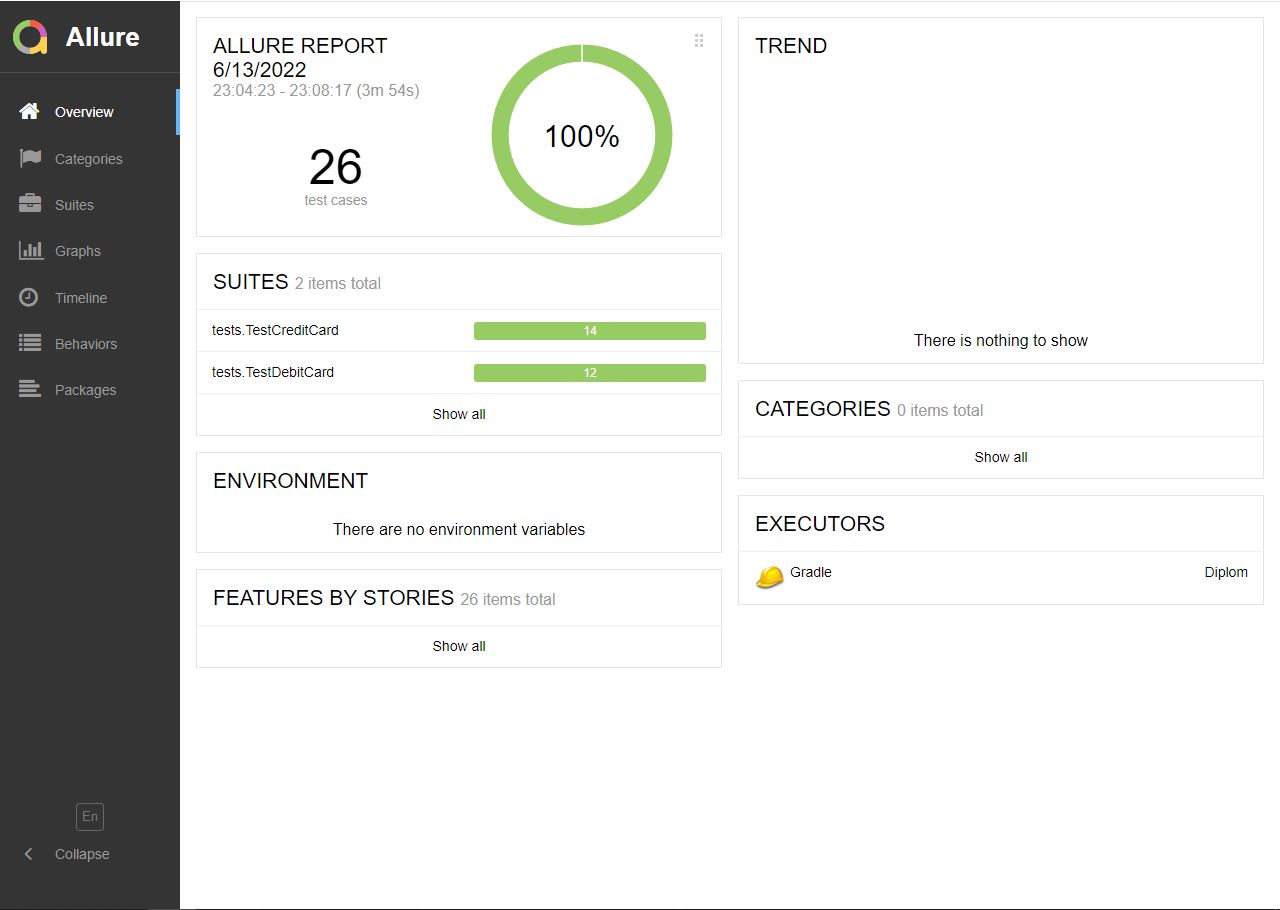 Allure
Overview
Categories
Suites
Graphs
Timeline
Behaviors
Packages
En
Collapse
ALLURE REPORT
6/13/2022
23:04:23 - 23:08:17 (3m 54s)
26
test cases
100%
SUITES 2 items total
tests.TestCreditCard 14
tests.TestDebitCard 12
Show all
ENVIRONMENT
There are no environment variables
FEATURES BY STORIES 26 items total
Show all
TREND
There is nothing to show
CATEGORIES 0 items total
Show all
EXECUTORS
Gradle Diplom